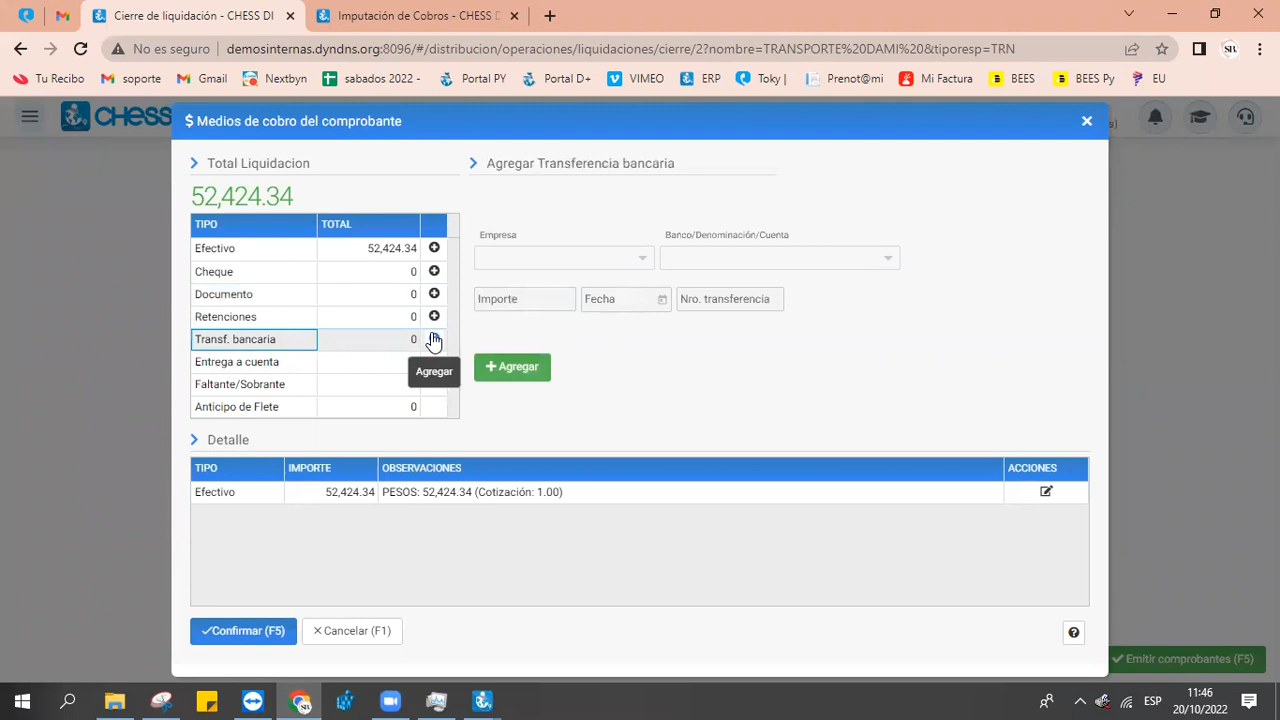 Cierre de liquidación - CHESS DI
Imputación de Cobros - CHESS D
No es seguro
demosinternas.dyndns.org:8096/#/distribucion/operaciones/liquidaciones/cierre/2?nombre=TRANSPORTE%20DAMI%20&tiporesp=TRN
Tu Recibo
soporte
Gmail
Nextbyn
sabados 2022 -
Portal PY
Portal D+
VIMEO
ERP
Toky |
Prenot@mi
Mi Factura
BEES
BEES Py
EU
CHESS
$ Medios de cobro del comprobante
s)
Total Liquidacion
Agregar Transferencia bancaria
52,424.34
TIPO TOTAL
Efectivo 52,424.34
Cheque 0
Documento 0
Retenciones 0
Transf. bancaria 0
Entrega a cuenta
Faltante/Sobrante
Anticipo de Flete 0
Agregar
Empresa
Banco/Denominación/Cuenta
Importe
Fecha
Nro. transferencia
+ Agregar
Detalle
TIPO IMPORTE OBSERVACIONES ACCIONES
Efectivo 52,424.34 PESOS: 52,424.34 (Cotización: 1.00)
Confirmar (F5)
Cancelar (F1)
Emitir comprobantes (F5)
ESP
11:46
20/10/2022